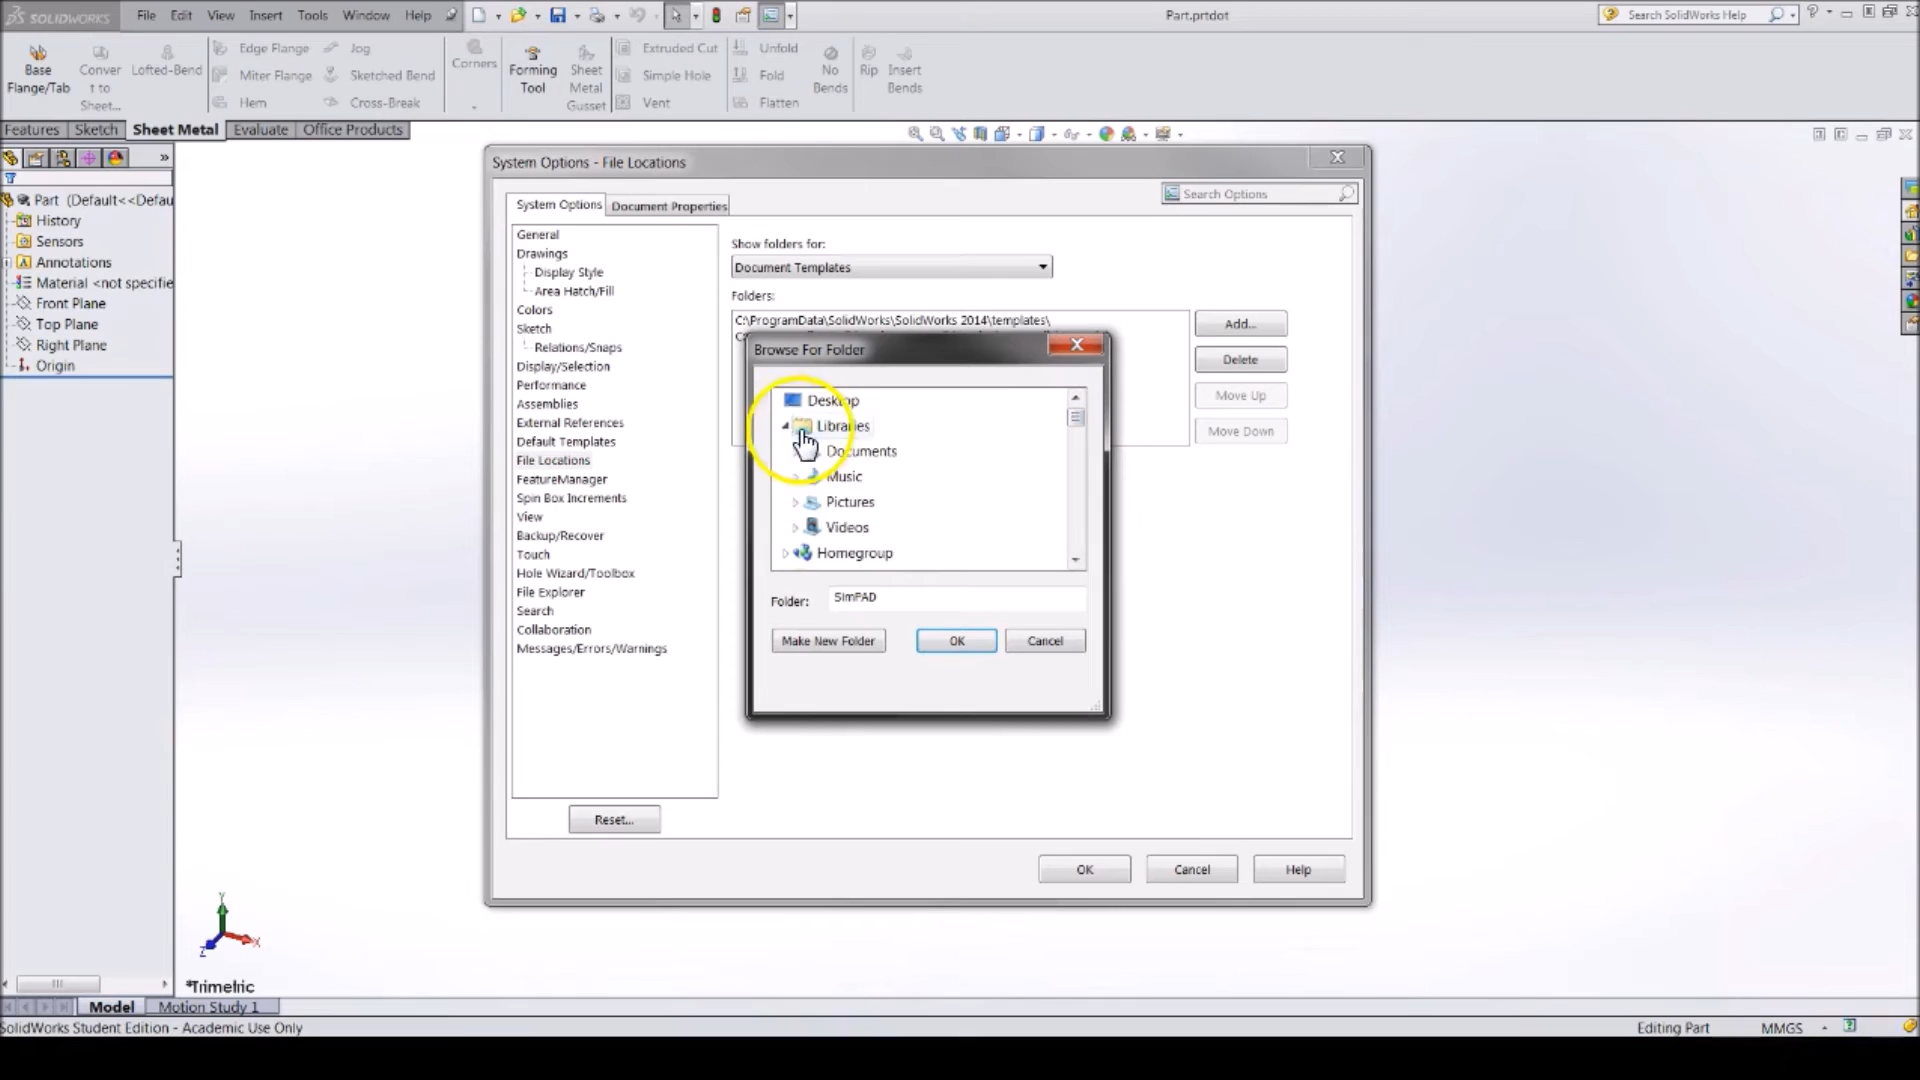 SOLIDWORKS File Edit View Insert Tools Window Help Part.prtdot Search SolidWorks Help
Base Flange/Tab
Conver t to Sheet...
Lofted-Bend
Edge Flange
Miter Flange
Hem
Jog
Sketched Bend
Cross-Break
Corners
Forming Tool
Sheet Metal Gusset
Extruded Cut
Simple Hole
Vent
Unfold
Fold
Flatten
No Bends
Rip
Insert Bends
Features Sketch Sheet Metal Evaluate Office Products
Part (Default<<Defau
History
Sensors
Annotations
Material <not specifie
Front Plane
Top Plane
Right Plane
Origin
System Options - File Locations
System Options Document Properties
Search Options
General
Drawings
Display Style
Area Hatch/Fill
Colors
Sketch
Relations/Snaps
Display/Selection
Performance
Assemblies
External References
Default Templates
File Locations
FeatureManager
Spin Box Increments
View
Backup/Recover
Touch
Hole Wizard/Toolbox
File Explorer
Search
Collaboration
Messages/Errors/Warnings
Reset...
Show folders for:
Document Templates
Folders:
C:\ProgramData\SolidWorks\SolidWorks 2014\templates\
Add...
Delete
Move Up
Move Down
Browse For Folder
Desktop
Libraries
Documents
Music
Pictures
Videos
Homegroup
Folder: SimPAD
Make New Folder OK Cancel
OK Cancel Help
Y
X
Z
*Trimetric
Model Motion Study 1
SolidWorks Student Edition - Academic Use Only Editing Part MMGS